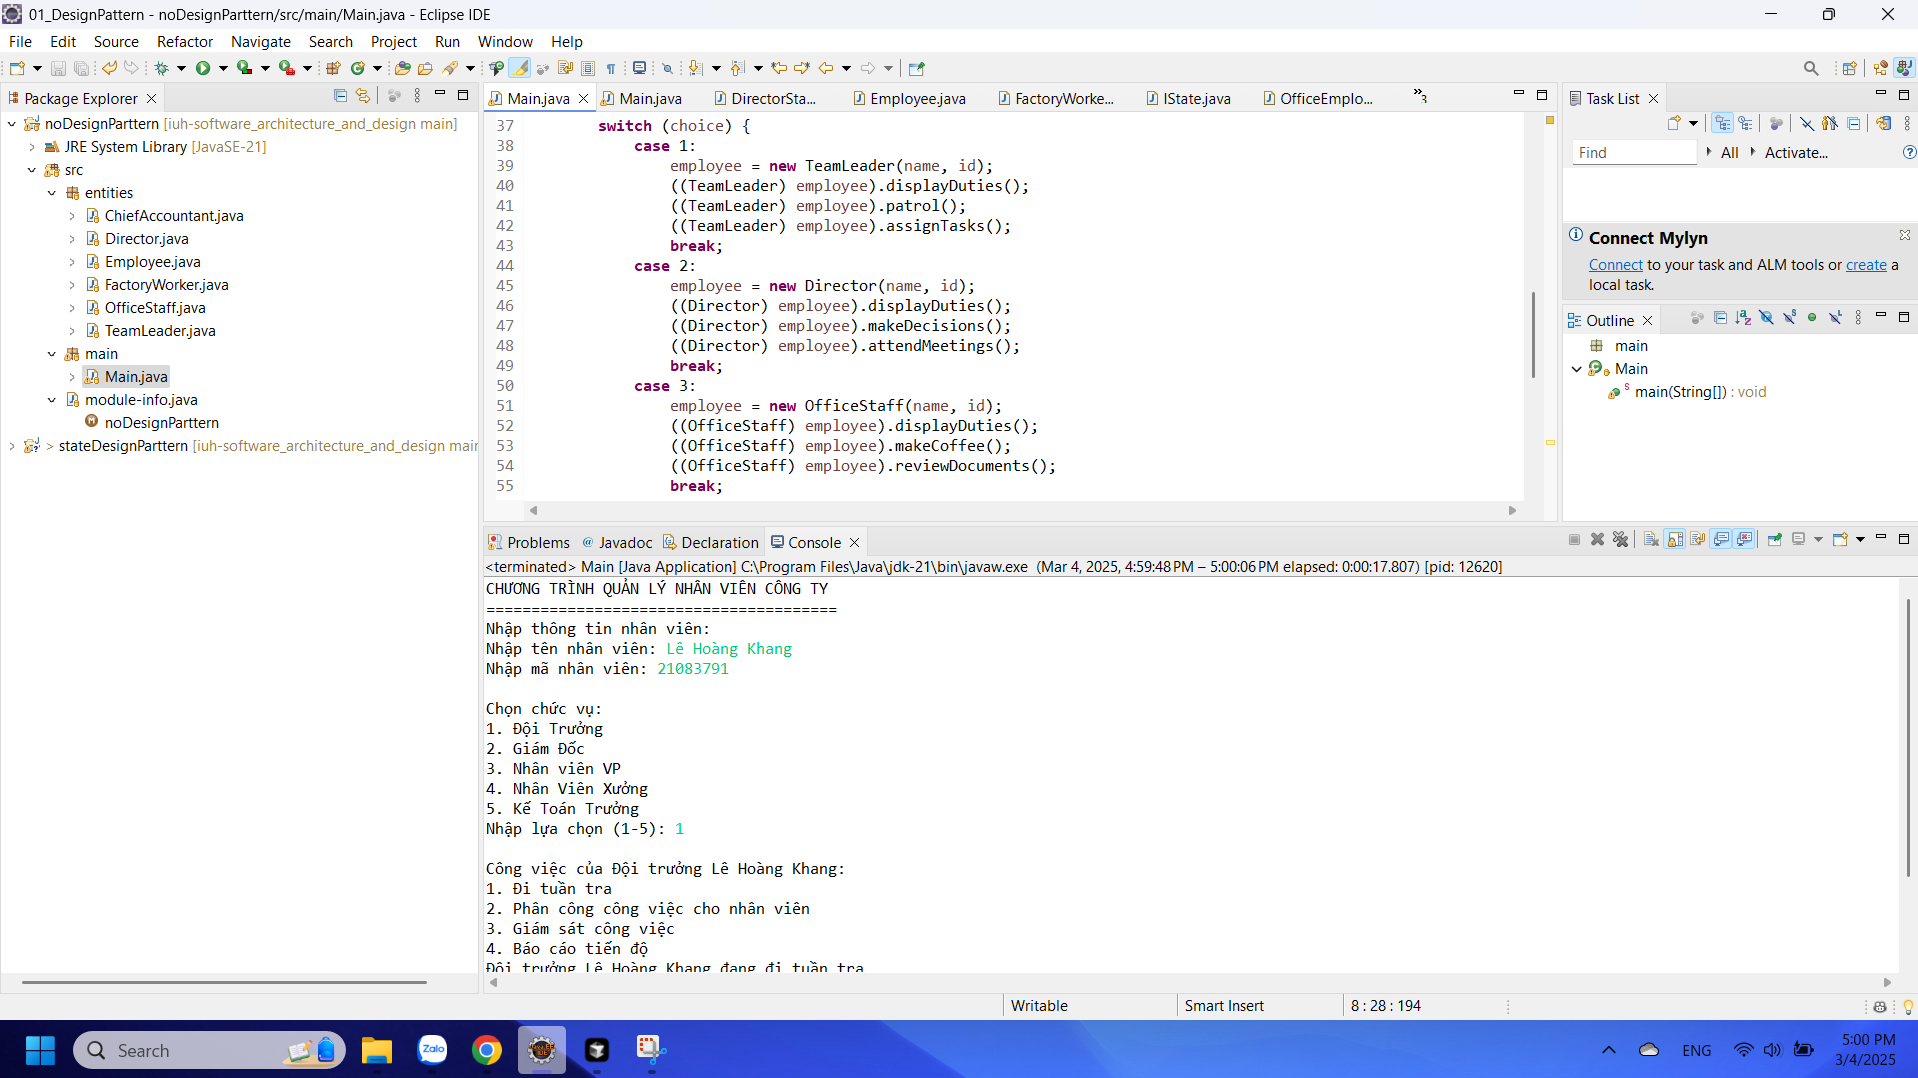 01_DesignPattern - noDesignParttern/src/main/Main.java - Eclipse IDE
File Edit Source Refactor Navigate Search Project Run Window Help
Package Explorer
noDesignParttern [iuh-software_architecture_and_design main]
JRE System Library [JavaSE-21]
src
entities
ChiefAccountant.java
Director.java
Employee.java
FactoryWorker.java
OfficeStaff.java
TeamLeader.java
main
Main.java
module-info.java
noDesignParttern
> stateDesignParttern [iuh-software_architecture_and_design mair
Main.java Main.java DirectorSta... Employee.java FactoryWorke... IState.java OfficeEmplo... »3
37 switch (choice) {
38 case 1:
39 employee = new TeamLeader(name, id);
40 ((TeamLeader) employee).displayDuties();
41 ((TeamLeader) employee).patrol();
42 ((TeamLeader) employee).assignTasks();
43 break;
44 case 2:
45 employee = new Director(name, id);
46 ((Director) employee).displayDuties();
47 ((Director) employee).makeDecisions();
48 ((Director) employee).attendMeetings();
49 break;
50 case 3:
51 employee = new OfficeStaff(name, id);
52 ((OfficeStaff) employee).displayDuties();
53 ((OfficeStaff) employee).makeCoffee();
54 ((OfficeStaff) employee).reviewDocuments();
55 break;
Task List
Find All Activate...
Connect Mylyn
Connect to your task and ALM tools or create a
local task.
Outline
main
Main
main(String[]) : void
Problems Javadoc Declaration Console
<terminated> Main [Java Application] C:\Program Files\Java\jdk-21\bin\javaw.exe (Mar 4, 2025, 4:59:48 PM – 5:00:06 PM elapsed: 0:00:17.807) [pid: 12620]
CHƯƠNG TRÌNH QUẢN LÝ NHÂN VIÊN CÔNG TY
=======================================
Nhập thông tin nhân viên:
Nhập tên nhân viên: Lê Hoàng Khang
Nhập mã nhân viên: 21083791
Chọn chức vụ:
1. Đội Trưởng
2. Giám Đốc
3. Nhân viên VP
4. Nhân Viên Xưởng
5. Kế Toán Trưởng
Nhập lựa chọn (1-5): 1
Công việc của Đội trưởng Lê Hoàng Khang:
1. Đi tuần tra
2. Phân công công việc cho nhân viên
3. Giám sát công việc
4. Báo cáo tiến độ
Đội trưởng Lê Hoàng Khang đang đi tuần tra
Writable Smart Insert 8 : 28 : 194
Search
Zalo
ENG
5:00 PM
3/4/2025